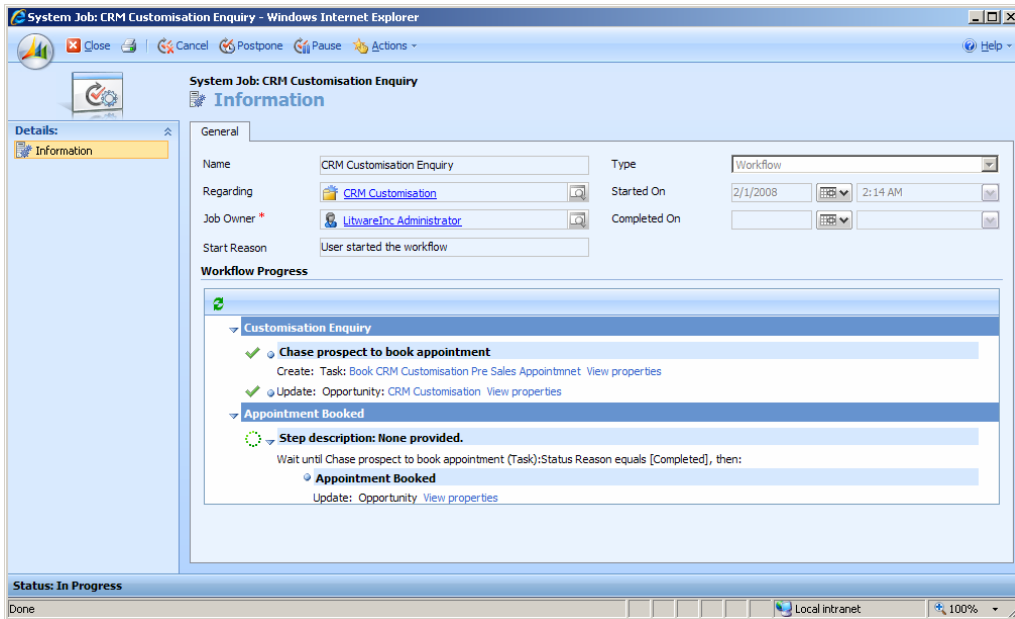 System Job: CRM Customisation Enquiry - Windows Internet Explorer
Close Cancel Postpone Pause Actions Help
System Job: CRM Customisation Enquiry
Information
Details:
Information
General
Name CRM Customisation Enquiry Type Workflow
Regarding CRM Customisation Started On 2/1/2008 2:14 AM
Job Owner * LitwareInc Administrator Completed On
Start Reason User started the workflow
Workflow Progress
Customisation Enquiry
Chase prospect to book appointment
Create: Task: Book CRM Customisation Pre Sales Appointmnet View properties
Update: Opportunity: CRM Customisation View properties
Appointment Booked
Step description: None provided.
Wait until Chase prospect to book appointment (Task):Status Reason equals [Completed], then:
Appointment Booked
Update: Opportunity View properties
Status: In Progress
Done Local intranet 100%